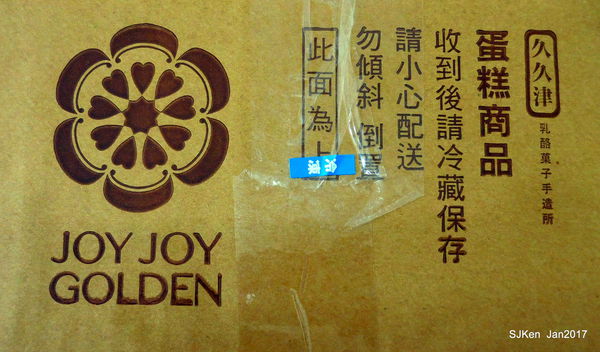 久久津
乳酪菓子手造所
蛋糕商品
收到後請冷藏保存
請小心配送
勿傾斜 倒置
此面為上
JOY JOY
GOLDEN
SJKen Jan2017